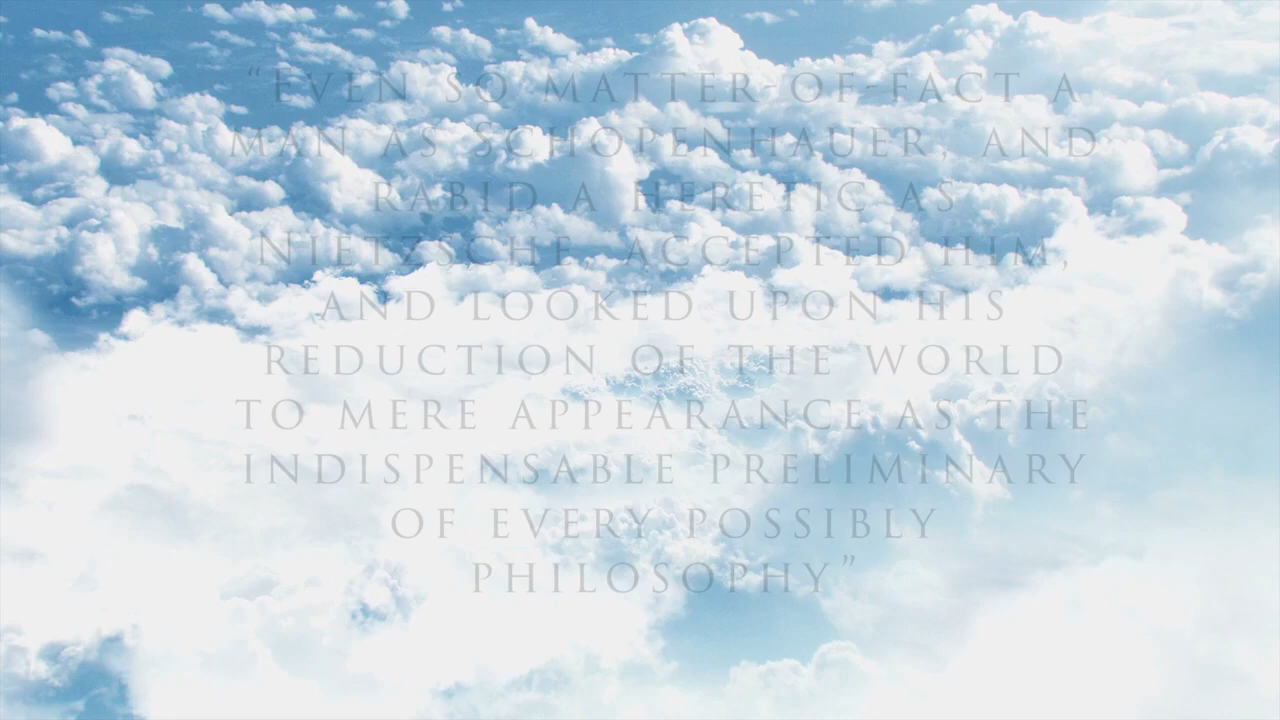 “Even so matter-of-fact a
man as Schopenhauer, and
rabid a heretic as
Nietzsche, accepted him,
and looked upon his
reduction of the world
to mere appearance as the
indispensable preliminary
of every possibly
philosophy”